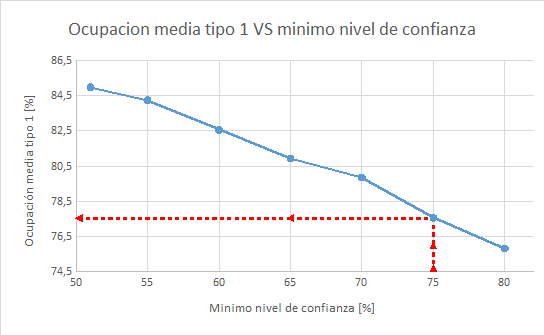 Ocupacion media tipo 1 VS minimo nivel de confianza
Ocupación media tipo 1 [%]
86,5
84,5
82,5
80,5
78,5
76,5
74,5
50 55 60 65 70 75 80
Minimo nivel de confianza [%]